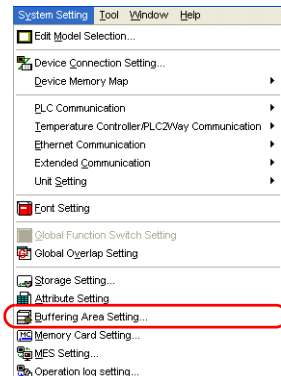 System Setting Tool Window Help
Edit Model Selection...
Device Connection Setting...
Device Memory Map
PLC Communication
Temperature Controller/PLC2Way Communication
Ethernet Communication
Extended Communication
Unit Setting
Font Setting
Global Function Switch Setting
Global Overlap Setting
Storage Setting...
Attribute Setting
Buffering Area Setting...
Memory Card Setting...
MES Setting...
Operation log setting...